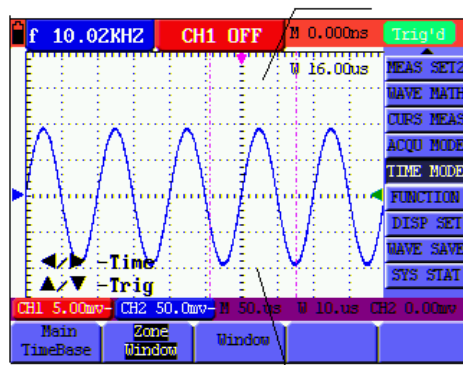 f 10.02KHZ CH1 OFF M 0.000ns Trig'd
W 16.00us
MEAS SET2
WAVE MATH
CURS MEAS
ACQU MODE
TIME MODE
FUNCTION
DISP SET
WAVE SAVE
SYS STAT
◀/▶ -Time
▲/▼ -Trig
CH1 5.00mv- CH2 50.0mv- M 50.us W 10.us CH2 0.00mv
Main TimeBase
Zone Window
Window